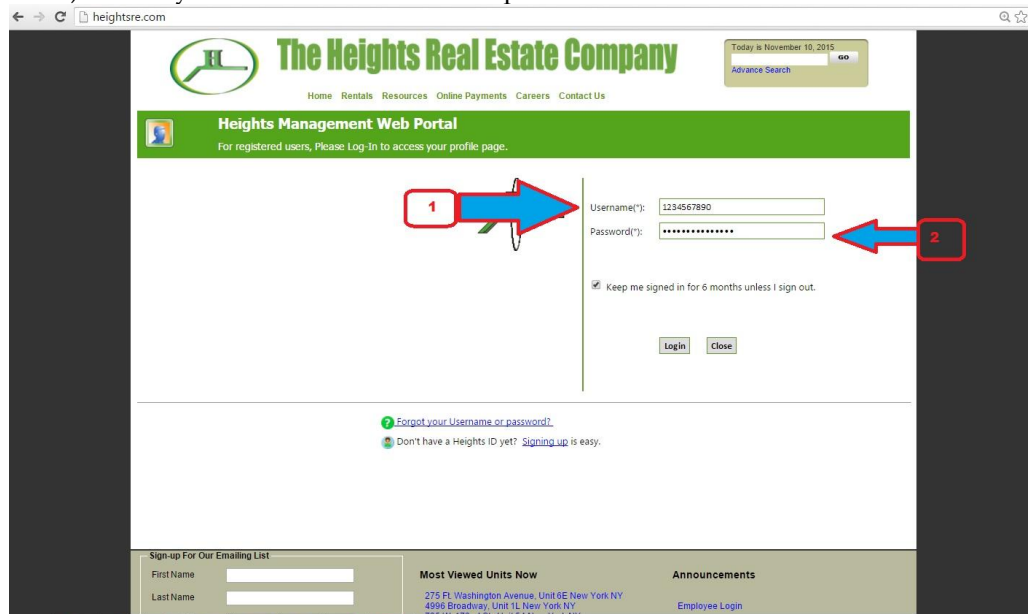 heightsre.com
The Heights Real Estate Company
Today is November 10, 2015
GO
Advance Search
Home Rentals Resources Online Payments Careers Contact Us
Heights Management Web Portal
For registered users, Please Log-In to access your profile page.
1
Username(*): 1234567890
Password(*): •••••••••••••••
2
Keep me signed in for 6 months unless I sign out.
Login Close
Forgot your Username or password?
Don't have a Heights ID yet? Signing up is easy.
Sign-up For Our Emailing List
First Name
Most Viewed Units Now
Announcements
Last Name
275 Ft. Washington Avenue, Unit 6E New York NY
4996 Broadway, Unit 1L New York NY
Employee Login